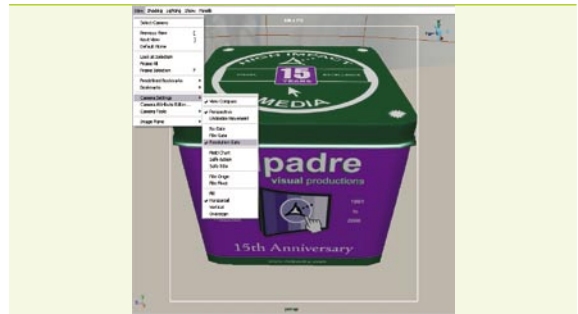 View Shading Lighting Show Panels
Select Camera
Previous View [
Next View ]
Default Home
Look at Selection
Frame All
Frame Selection F
Predefined Bookmarks
Bookmarks
Camera Settings
Camera Attribute Editor...
Camera Tools
Image Plane
View Compass
Perspective
Undoable Movement
No Gate
Film Gate
Resolution Gate
Field Chart
Safe Action
Safe Title
Film Origin
Film Pivot
Fill
Horizontal
Vertical
Overscan
HIGH IMPACT
15
YEARS
MEDIA
padre
visual productions
1991
to
2006
15th Anniversary
persp